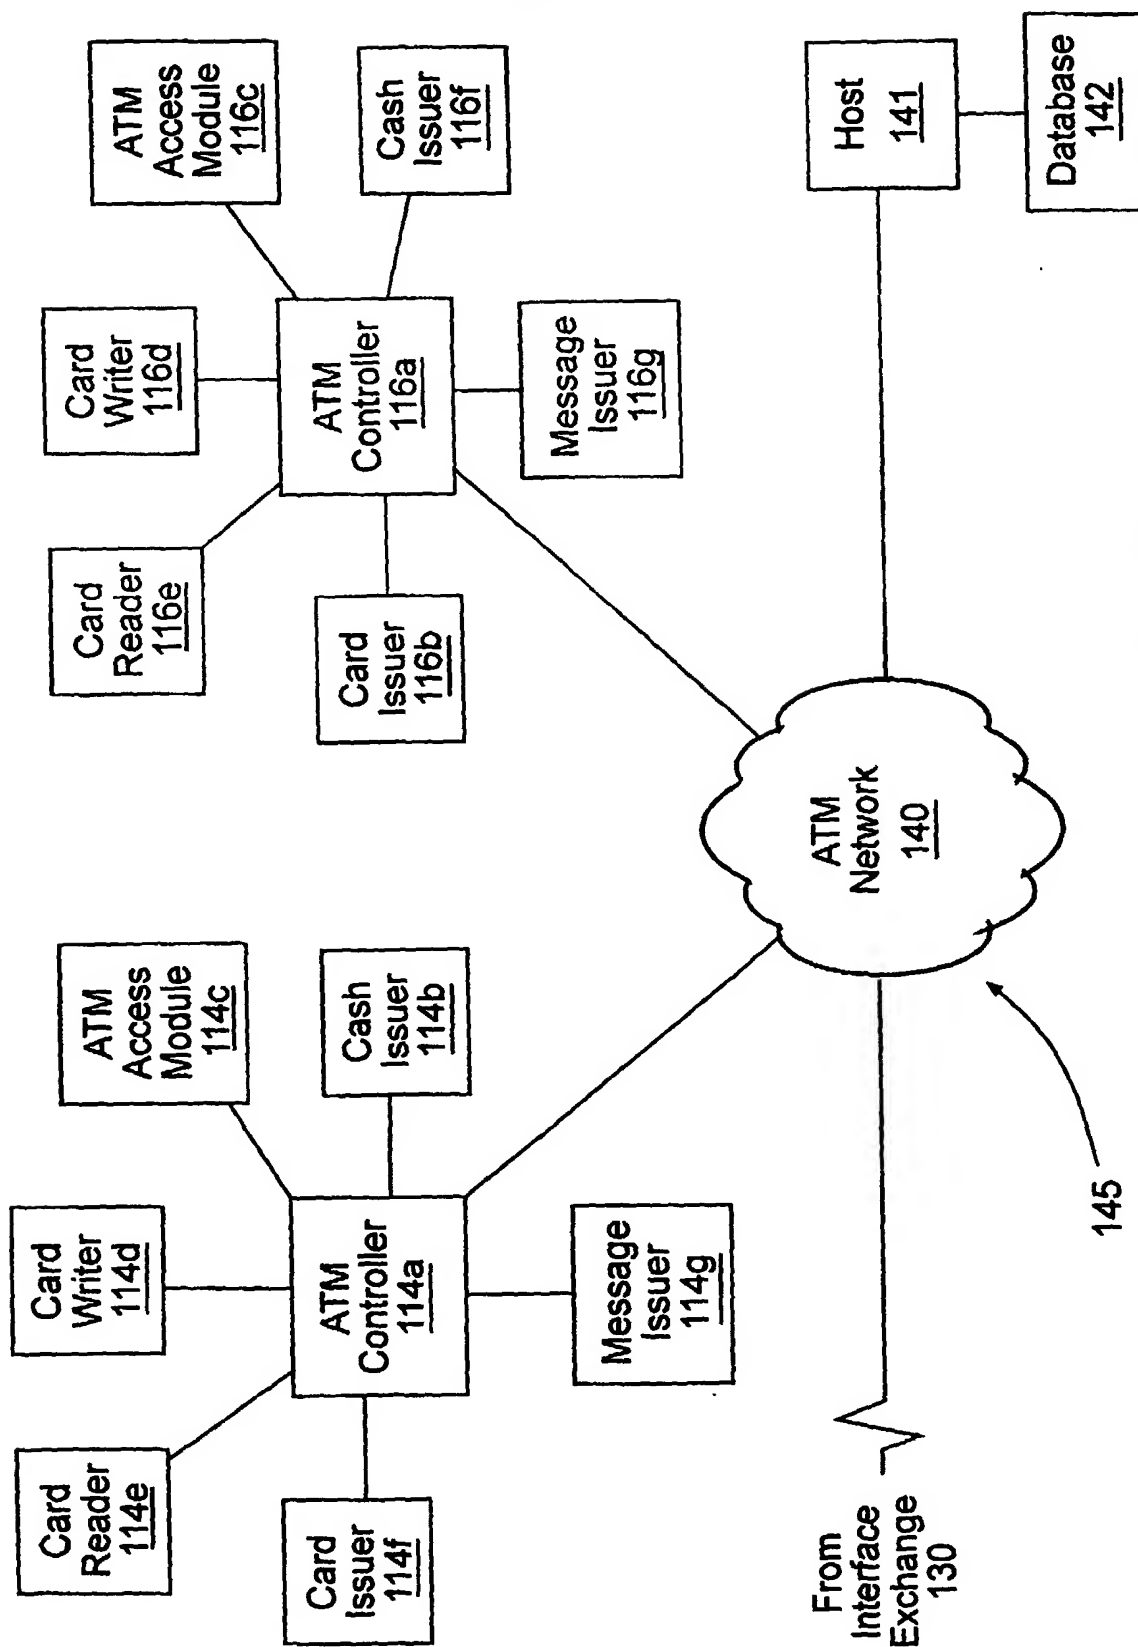 Card
Reader
114e
Card
Writer
114d
ATM
Access
Module
114c
Card
Issuer
114f
ATM
Controller
114a
Cash
Issuer
114b
Message
Issuer
114g
Card
Reader
116e
Card
Writer
116d
ATM
Access
Module
116c
Card
Issuer
116b
ATM
Controller
116a
Cash
Issuer
116f
Message
Issuer
116g
From
Interface
Exchange
130
ATM
Network
140
Host
141
Database
142
145